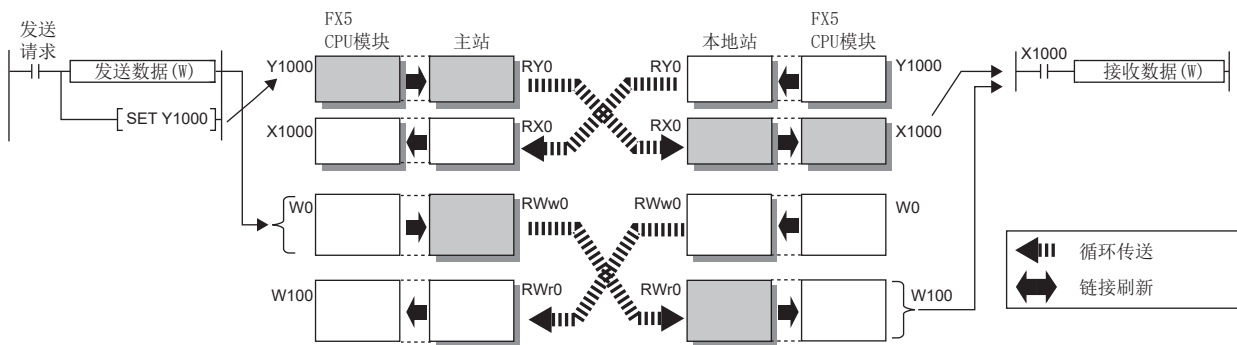 发送
请求
发送数据(W)
SET Y1000
FX5
CPU模块
主站
Y1000
RY0
X1000
RX0
W0
RWw0
W100
RWr0
本地站
FX5
CPU模块
RY0
Y1000
RX0
X1000
RWw0
W0
RWr0
W100
X1000
接收数据(W)
循环传送
链接刷新